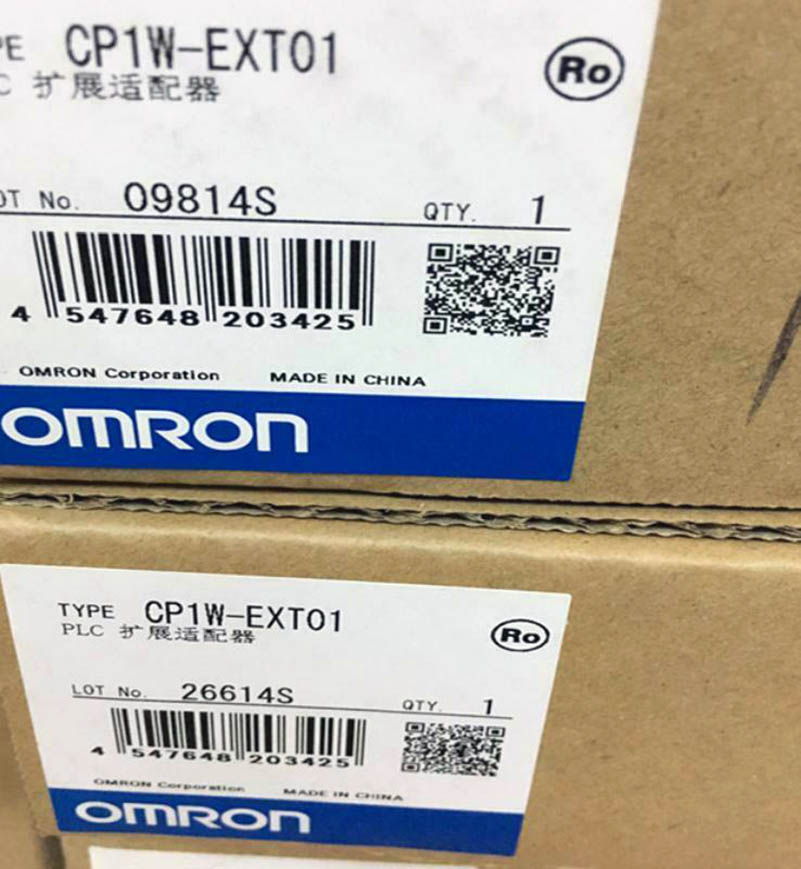 PE CP1W-EXT01
Ro
C 扩展适配器
OT No. 09814S QTY. 1
4 547648 203425
OMRON Corporation MADE IN CHINA
OMRON
TYPE CP1W-EXT01
PLC 扩展适配器
Ro
LOT No. 26614S QTY. 1
4 547648 203425
OMRON Corporation MADE IN CHINA
OMRON